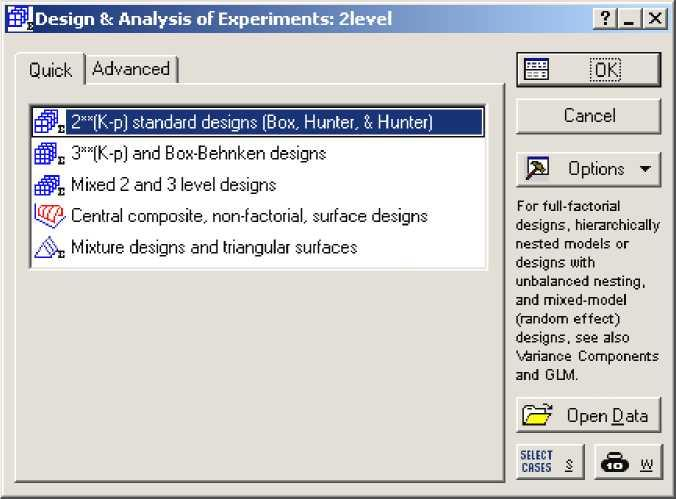 Design & Analysis of Experiments: 2level
Quick
Advanced
2**(K-p) standard designs (Box, Hunter, & Hunter)
3**(K-p) and Box-Behnken designs
Mixed 2 and 3 level designs
Central composite, non-factorial, surface designs
Mixture designs and triangular surfaces
OK
Cancel
Options
For full-factorial
designs, hierarchically
nested models or
designs with
unbalanced nesting,
and mixed-model
(random effect)
designs, see also
Variance Components
and GLM.
Open Data
SELECT
CASES S
10 W